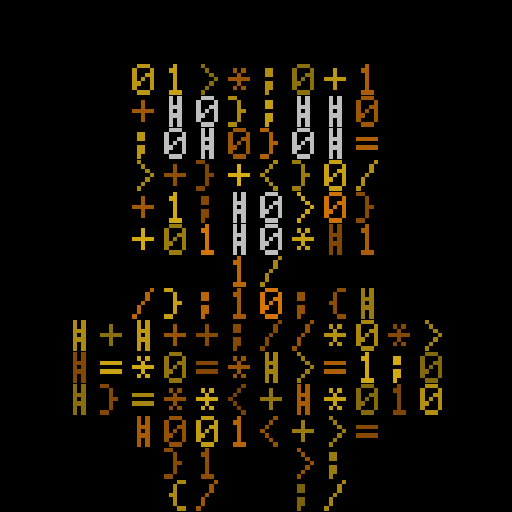 01>*;0+1
+H0};HH0
;0H0}0H=
>+}+<}0/
+1;H0>0}
+01H0*H1
1/
/};10;{H
H+H++;//*0*>
H=*0=*H>=1;0
H}=**<+H*010
H001<+>=
}1  >;
{/  ;/